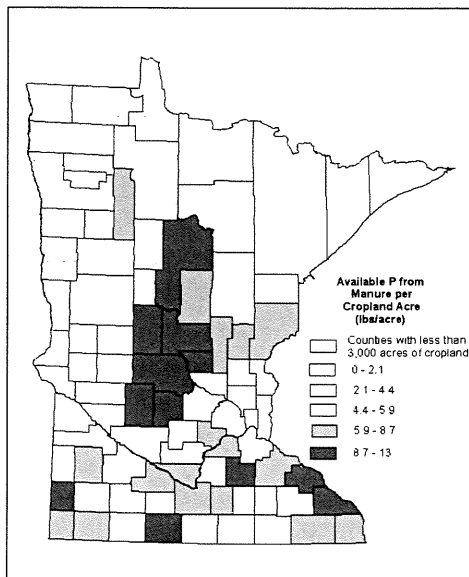 Available P from
Manure per
Cropland Acre
(lbs/acre)
Counties with less than
3,000 acres of cropland
0 - 2.1
2.1 - 4.4
4.4 - 5.9
5.9 - 8.7
8.7 - 13